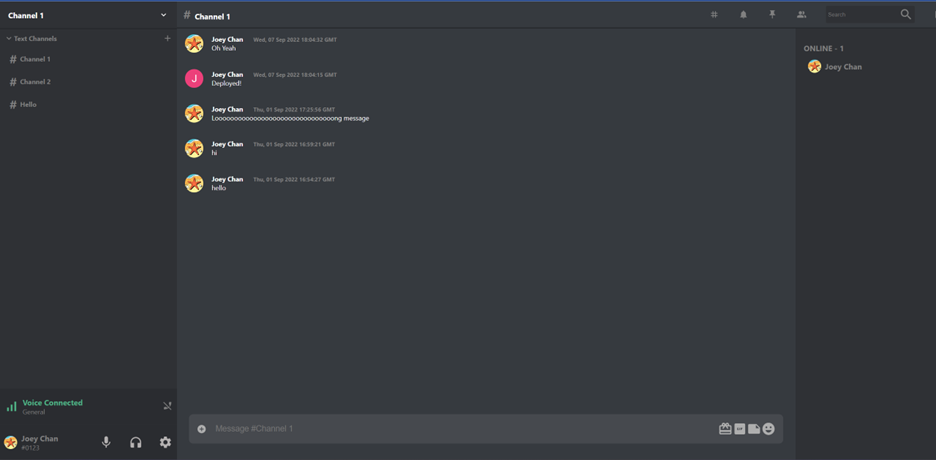 Channel 1
Text Channels
# Channel 1
# Channel 2
# Hello
Voice Connected
General
Joey Chan
#0123
# Channel 1
Search
Joey Chan Wed, 07 Sep 2022 18:04:52 GMT
Oh Yeah
J
Joey Chan Wed, 07 Sep 2022 18:04:15 GMT
Deployed!
Joey Chan Thu, 01 Sep 2022 17:25:56 GMT
Looooooooooooooooooooooooooooooong message
Joey Chan Thu, 01 Sep 2022 16:59:21 GMT
hi
Joey Chan Thu, 01 Sep 2022 16:54:27 GMT
hello
Message #Channel 1
ONLINE - 1
Joey Chan